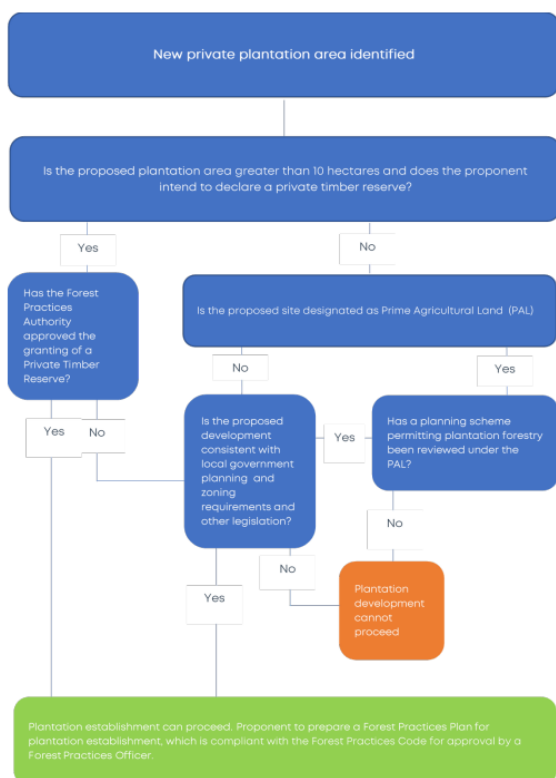 New private plantation area identified
Is the proposed plantation area greater than 10 hectares and does the proponent
intend to declare a private timber reserve?
Yes
No
Has the Forest
Practices
Authority
approved the
granting of a
Private Timber
Reserve?
Is the proposed site designated as Prime Agricultural Land (PAL)
No
Yes
Yes
No
Is the proposed
development
consistent with
local government
planning and
zoning
requirements and
other legislation?
Yes
Has a planning scheme
permitting plantation forestry
been reviewed under the
PAL?
No
No
Yes
Plantation
development
cannot
proceed
Plantation establishment can proceed. Proponent to prepare a Forest Practices Plan for
plantation establishment, which is compliant with the Forest Practices Code for approval by a
Forest Practices Officer.